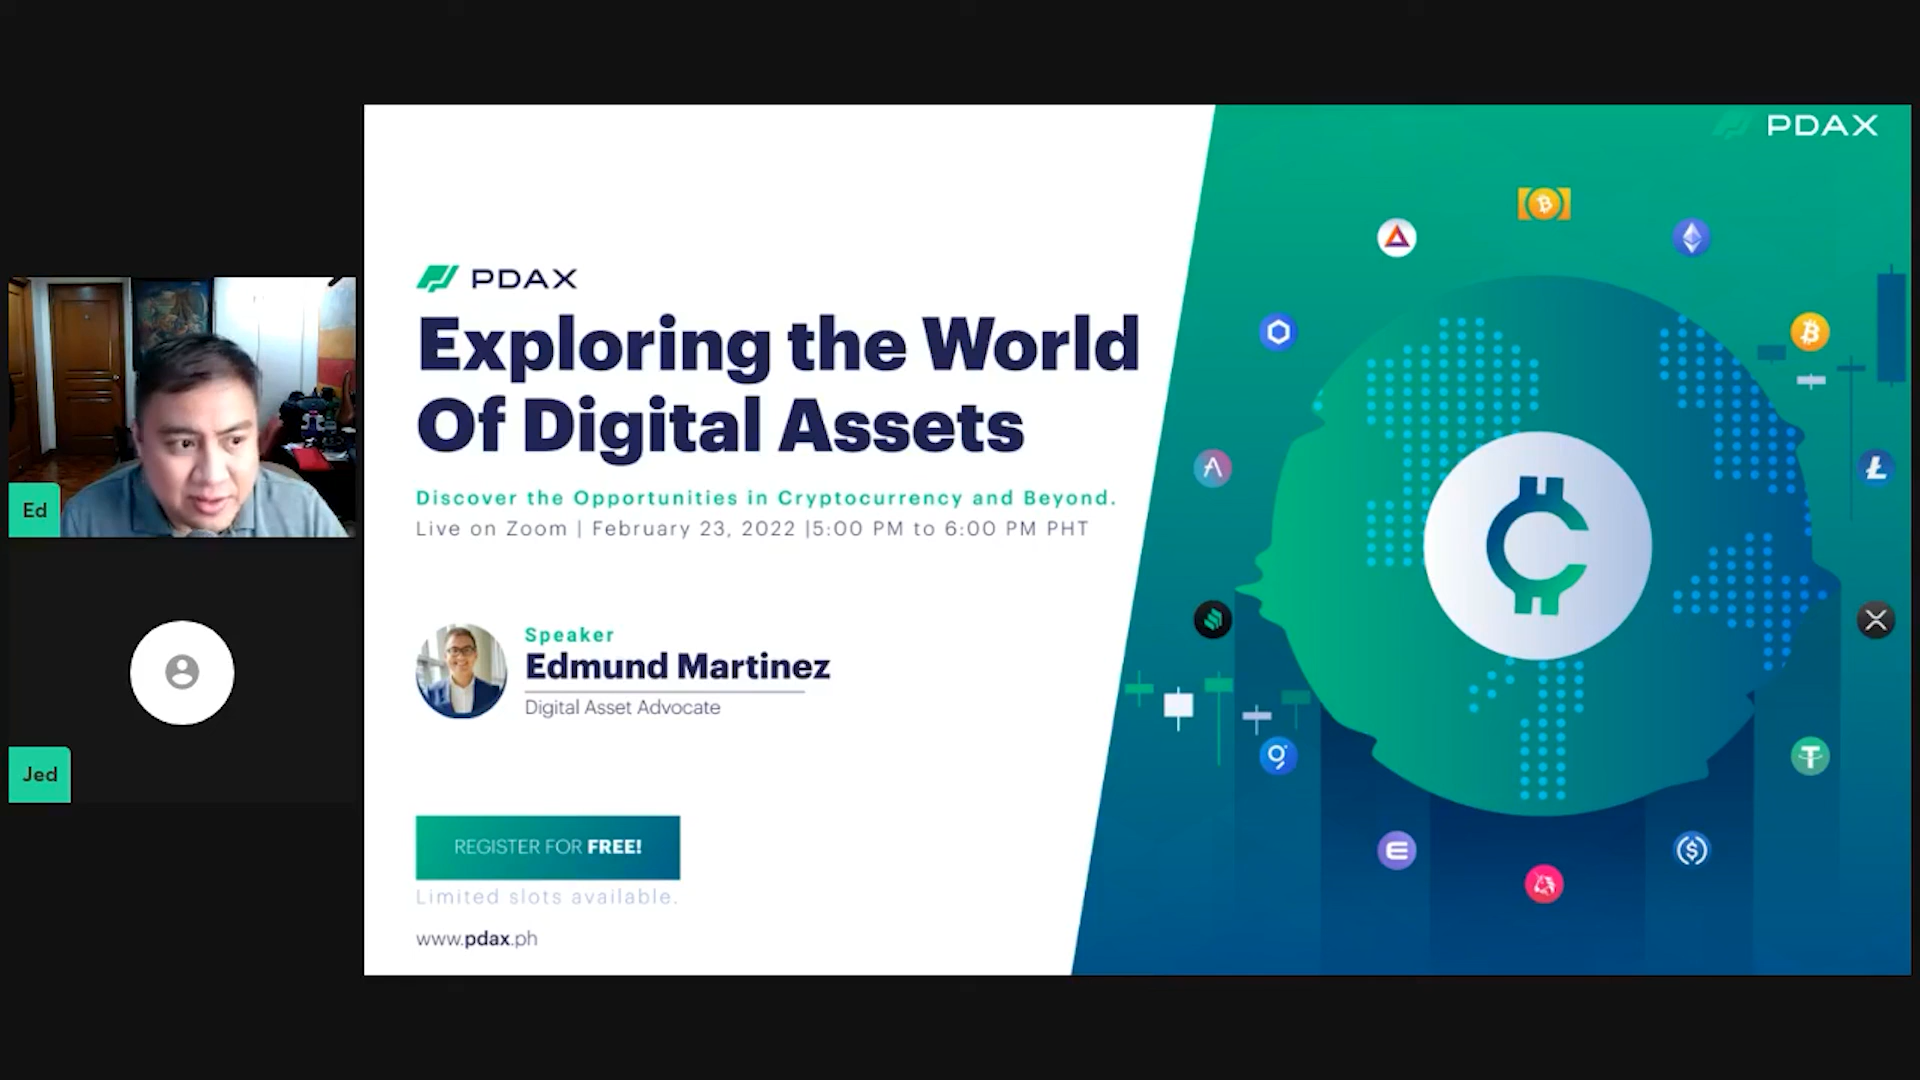 PDAX
PDAX
Exploring the World
Of Digital Assets
Discover the Opportunities in Cryptocurrency and Beyond.
Live on Zoom | February 23, 2022 |5:00 PM to 6:00 PM PHT
Ed
Speaker
Edmund Martinez
Digital Asset Advocate
Jed
REGISTER FOR FREE!
Limited slots available.
www.pdax.ph